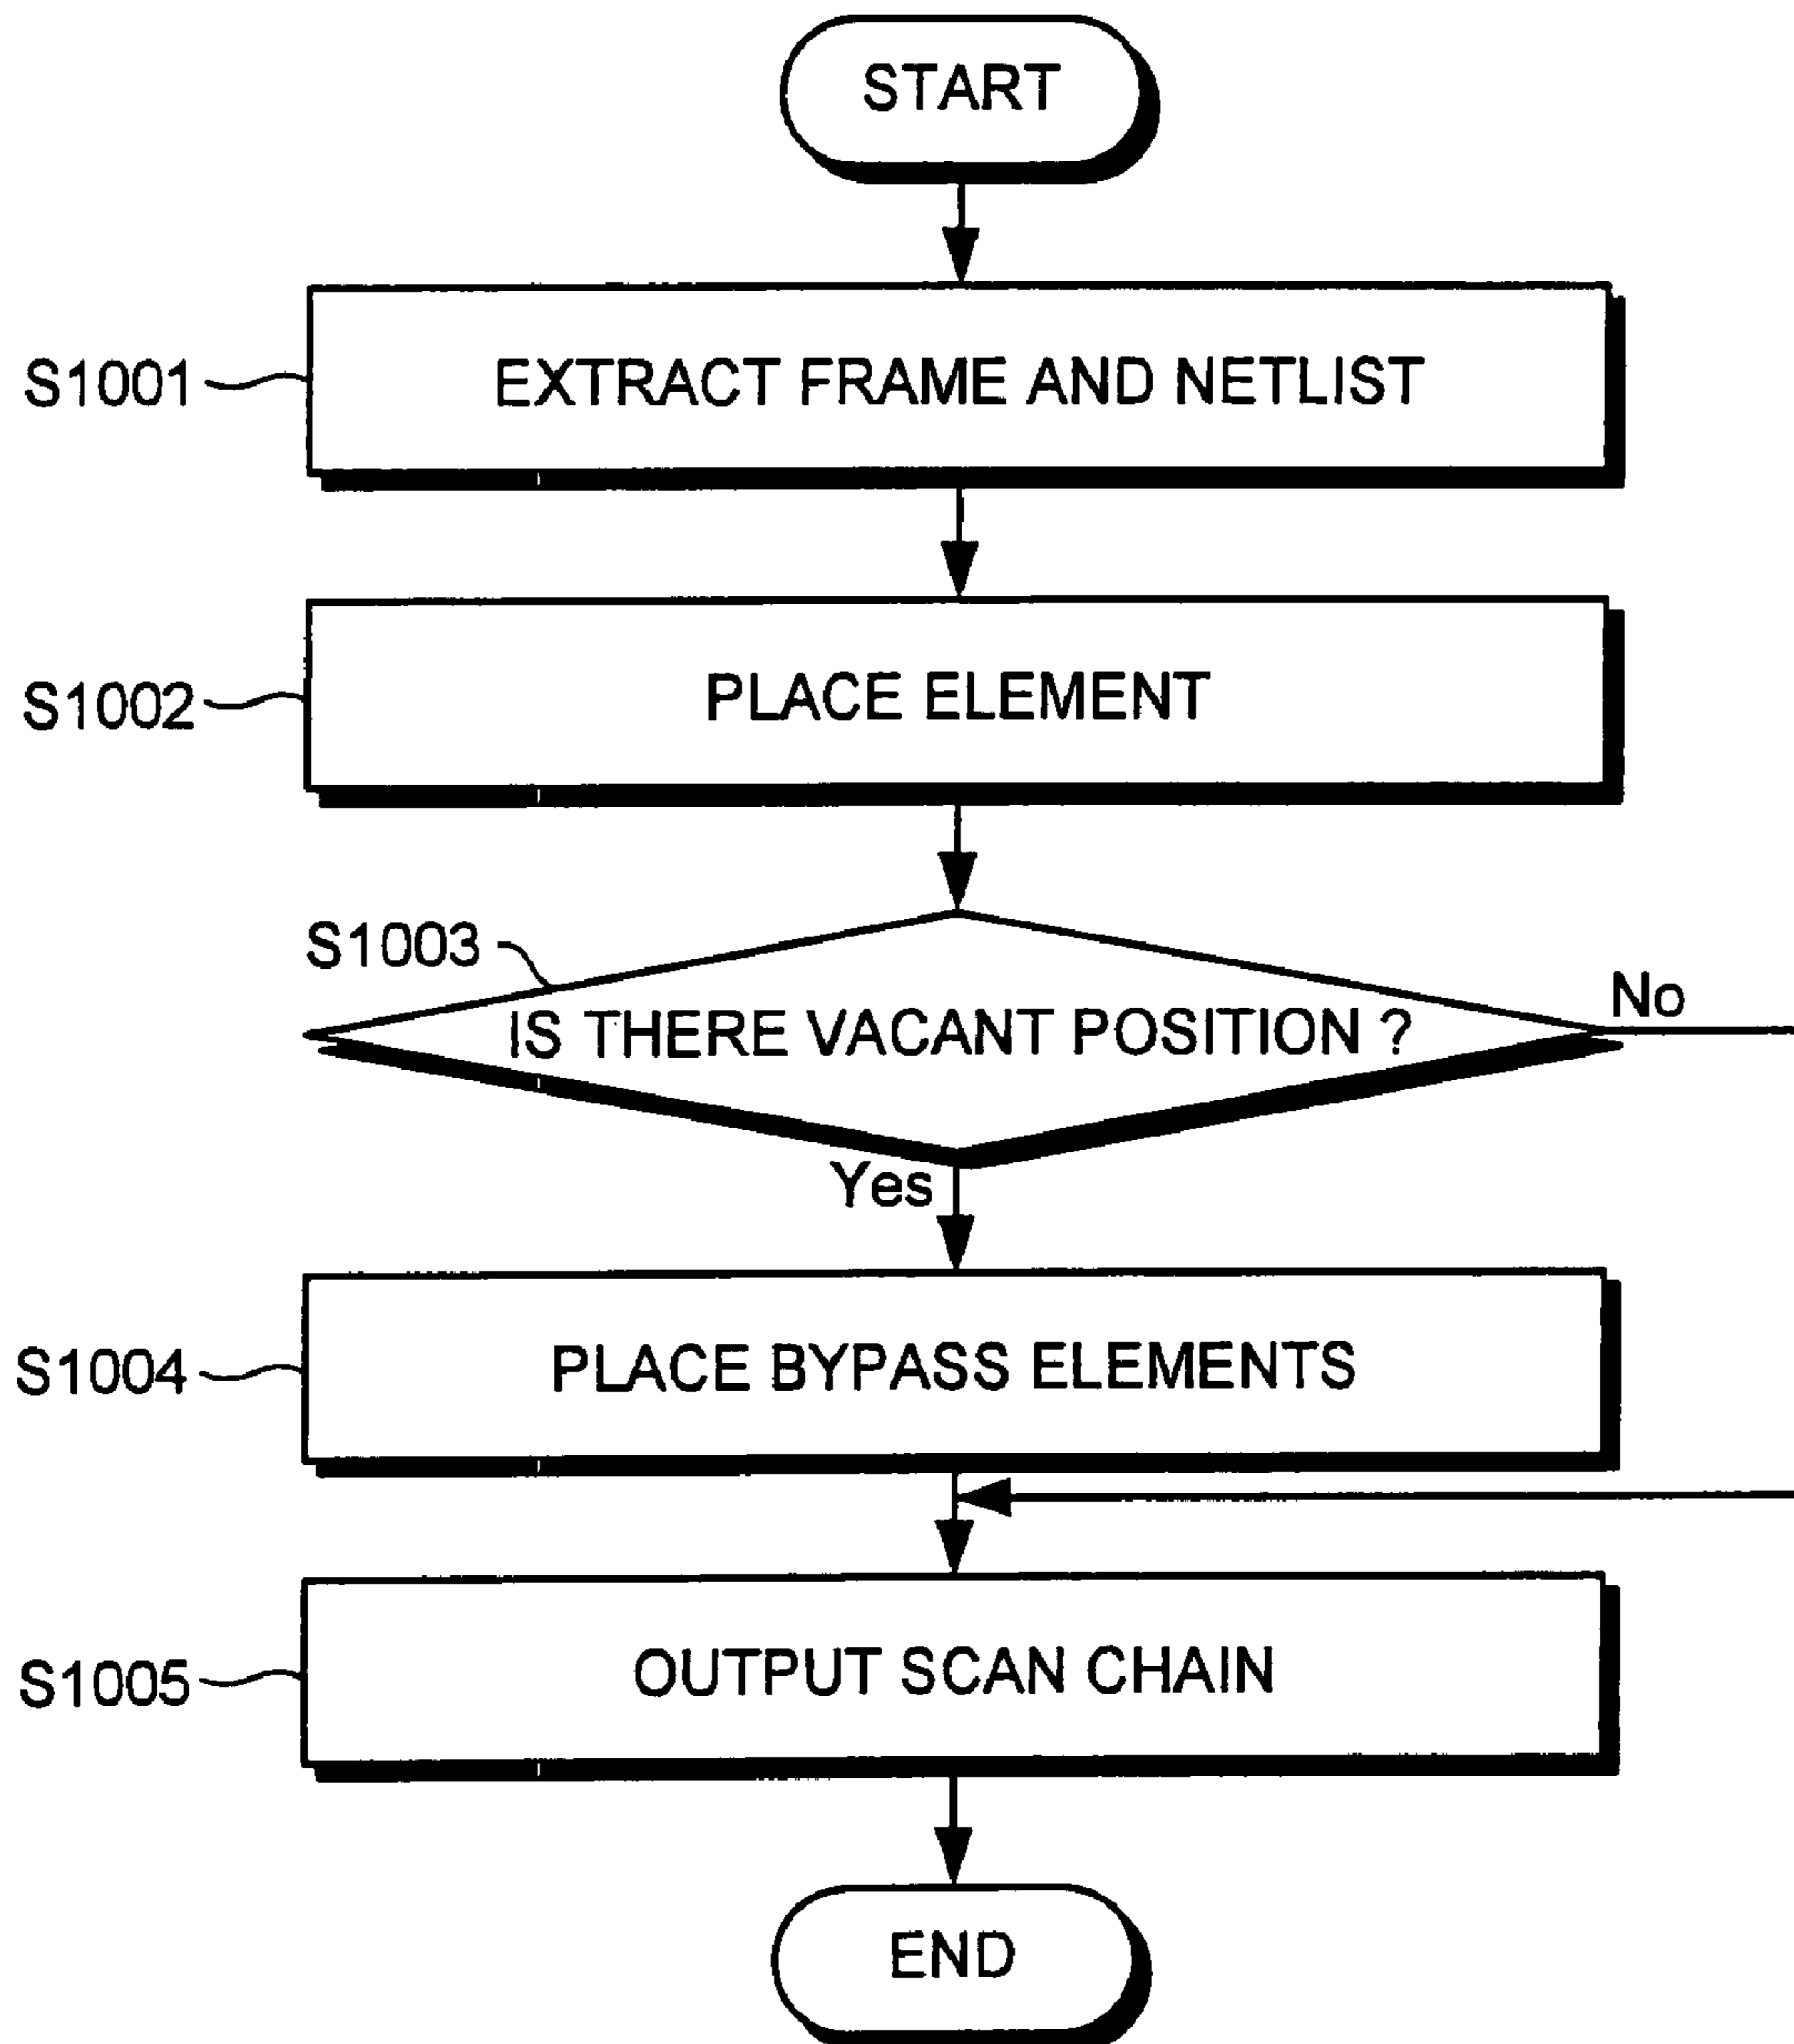 START
S1001
EXTRACT FRAME AND NETLIST
S1002
PLACE ELEMENT
S1003
IS THERE VACANT POSITION ?
No
Yes
S1004
PLACE BYPASS ELEMENTS
S1005
OUTPUT SCAN CHAIN
END